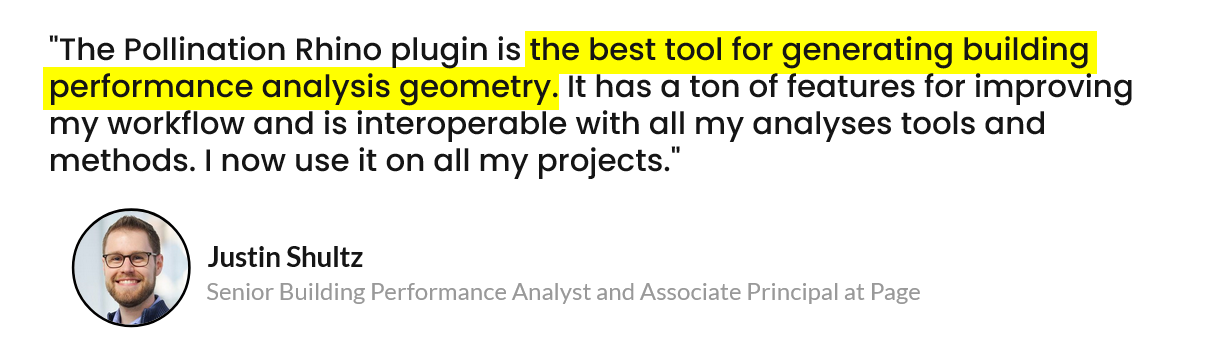 "The Pollination Rhino plugin is the best tool for generating building
performance analysis geometry. It has a ton of features for improving
my workflow and is interoperable with all my analyses tools and
methods. I now use it on all my projects."
Justin Shultz
Senior Building Performance Analyst and Associate Principal at Page